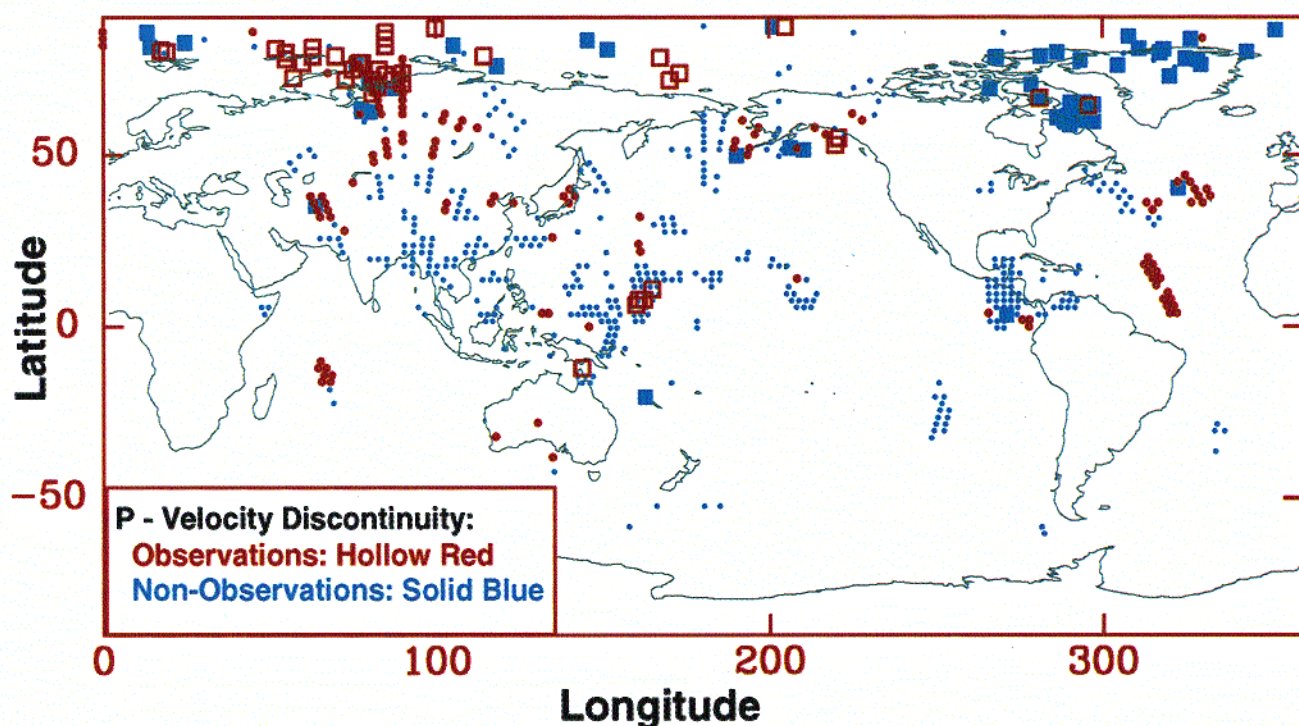 50
0
−50
Latitude
P - Velocity Discontinuity:
Observations: Hollow Red
Non-Observations: Solid Blue
0
100
200
300
Longitude